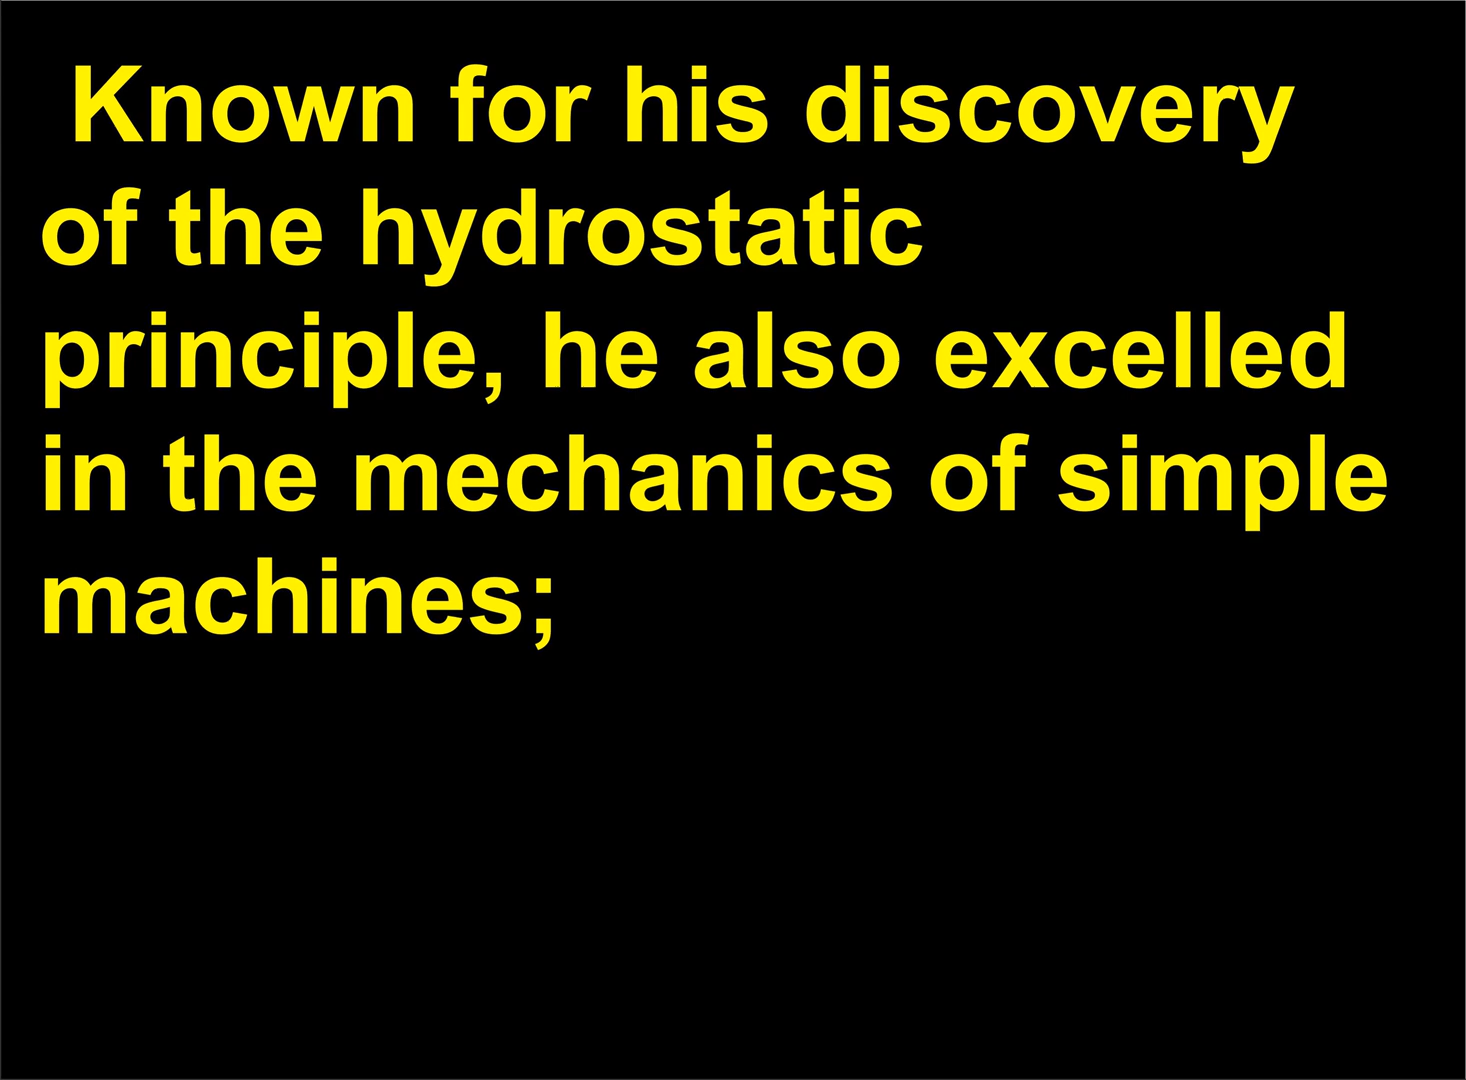 Known for his discovery
of the hydrostatic
principle, he also excelled
in the mechanics of simple
machines;